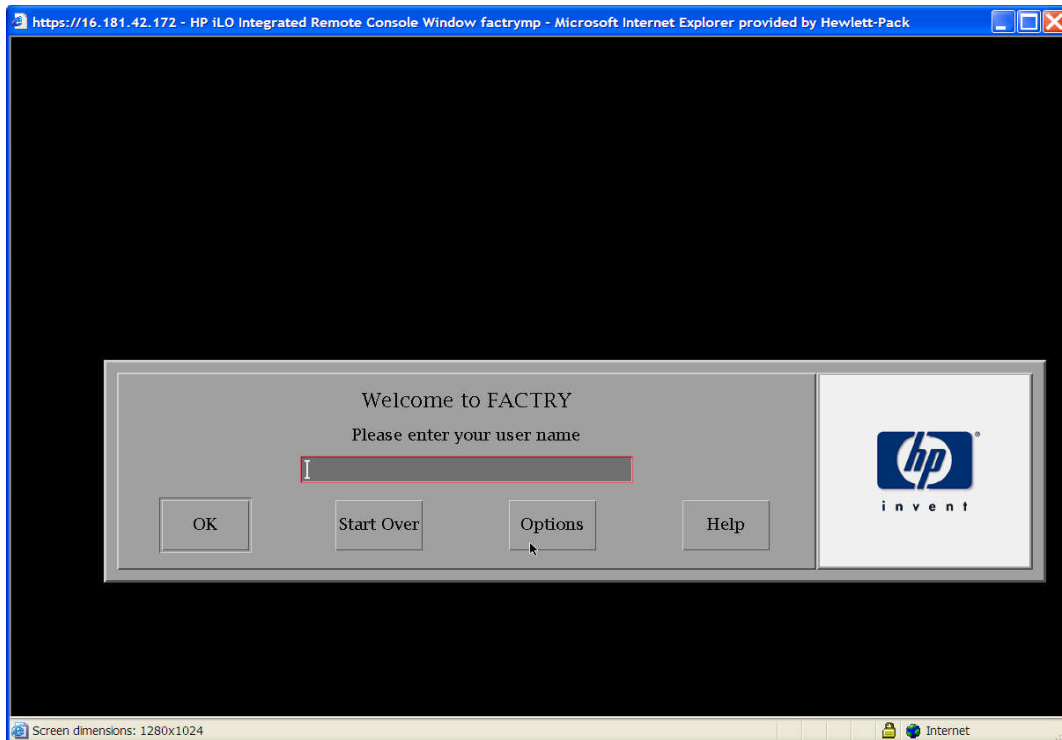 https://16.181.42.172 - HP iLO Integrated Remote Console Window factrymp - Microsoft Internet Explorer provided by Hewlett-Pack
Welcome to FACTRY
Please enter your user name
OK Start Over Options Help
hp®
invent
Screen dimensions: 1280x1024 Internet